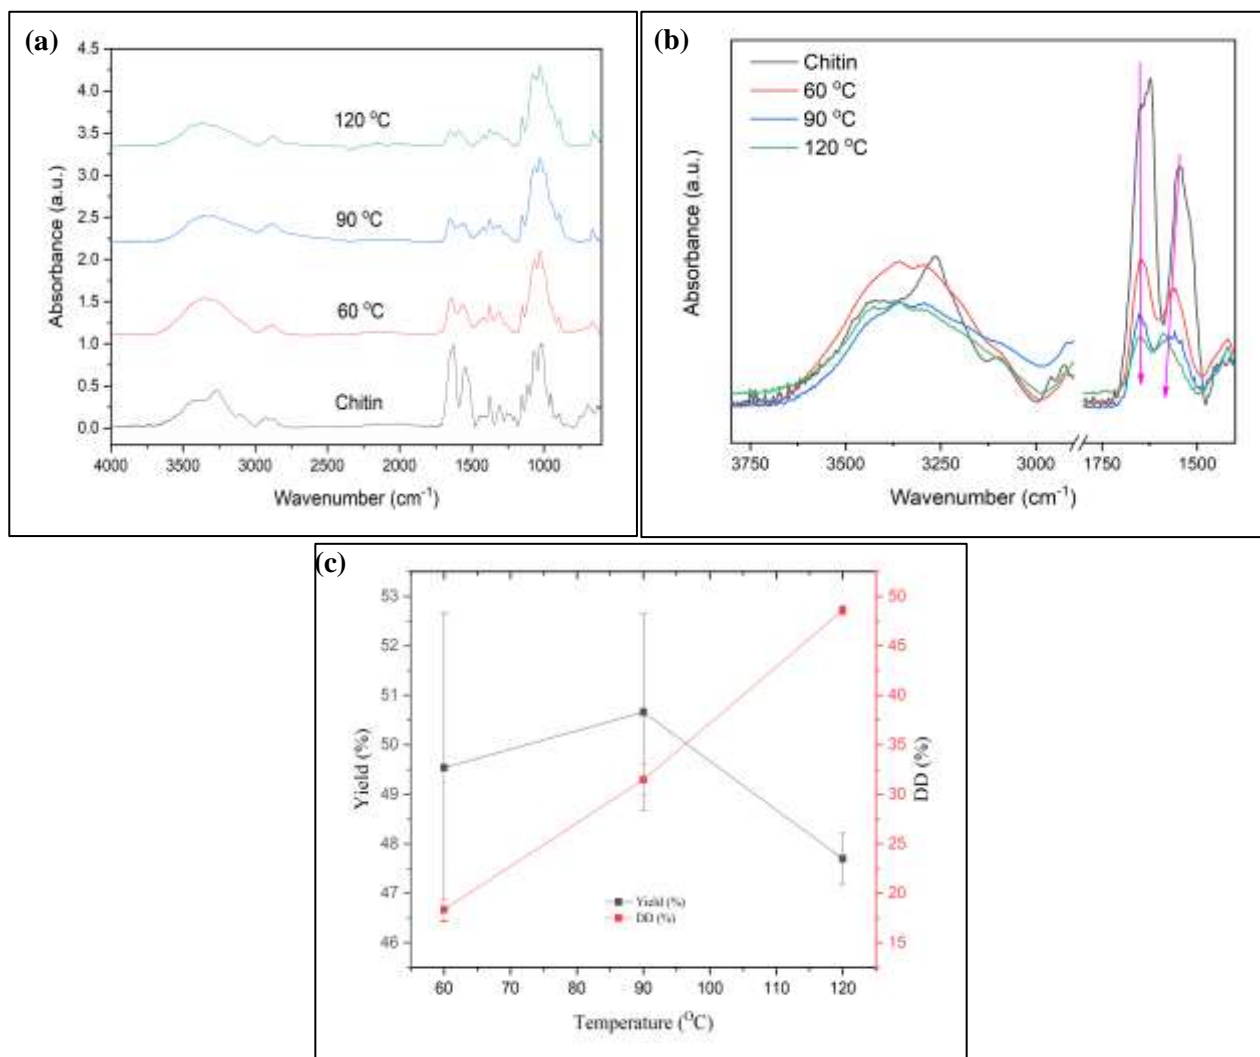 (a)
4.5
4.0
3.5
3.0
2.5
2.0
1.5
1.0
0.5
0.0
Absorbance (a.u.)
120 °C
90 °C
60 °C
Chitin
4000 3500 3000 2500 2000 1500 1000
Wavenumber (cm⁻¹)
(b)
Chitin
60 °C
90 °C
120 °C
Absorbance (a.u.)
3750 3500 3250 3000 1750 1500
Wavenumber (cm⁻¹)
(c)
53
52
51
50
49
48
47
46
Yield (%)
50
45
40
35
30
25
20
15
DD (%)
Yield (%)
DD (%)
60 70 80 90 100 110 120
Temperature (°C)